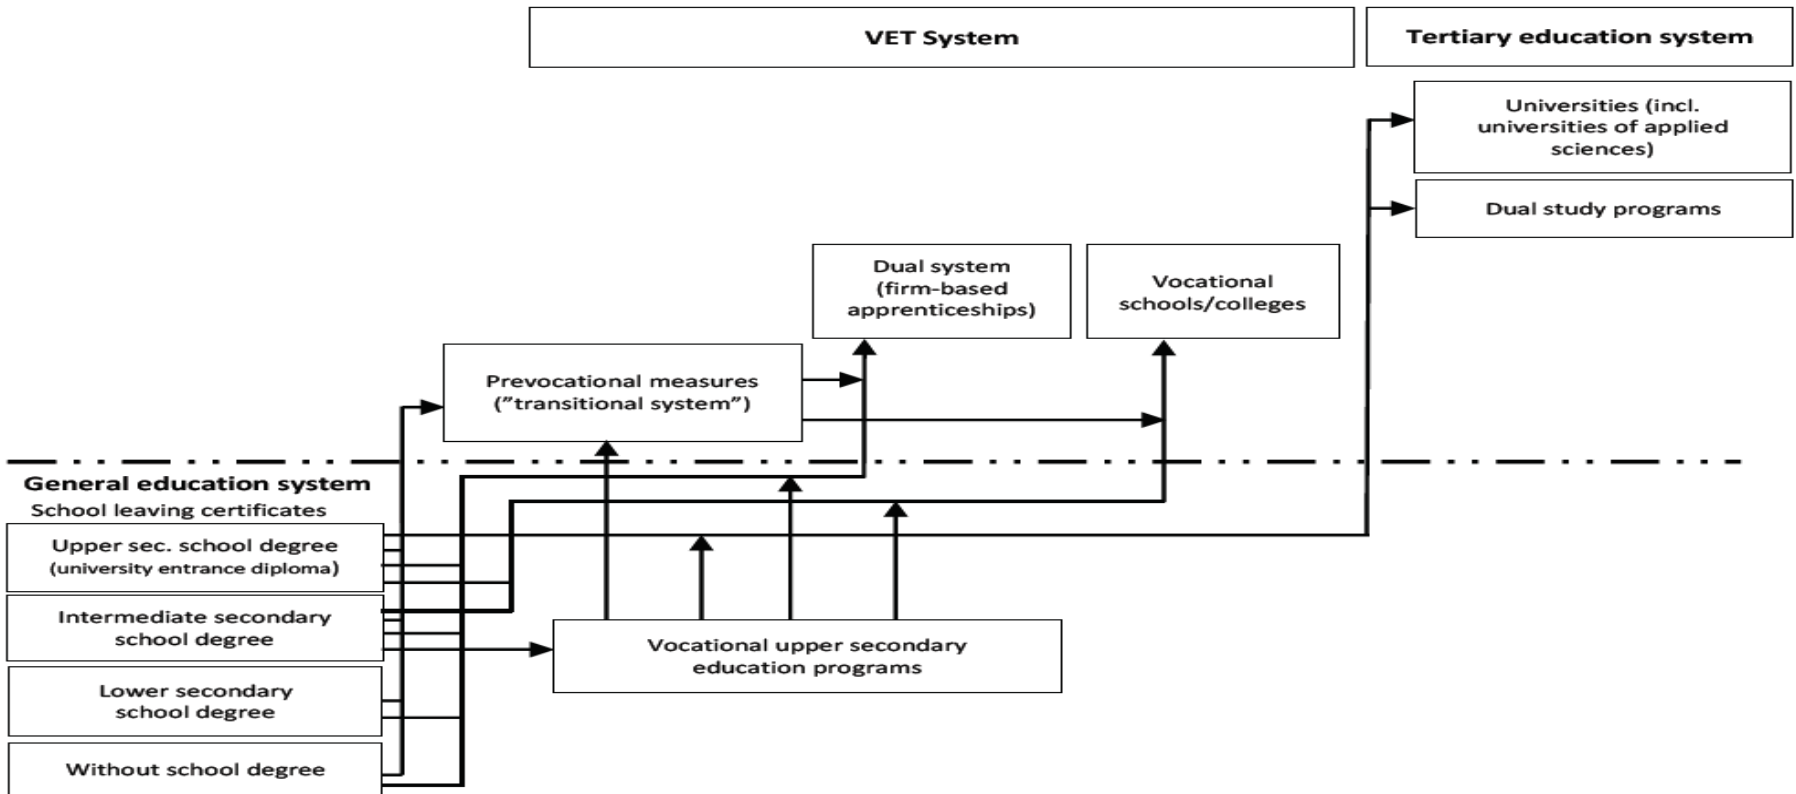 VET System
Tertiary education system
Universities (incl.
universities of applied
sciences)
Dual study programs
Dual system
(firm-based
apprenticeships)
Vocational
schools/colleges
Prevocational measures
(”transitional system”)
General education system
School leaving certificates
Upper sec. school degree
(university entrance diploma)
Intermediate secondary
school degree
Vocational upper secondary
education programs
Lower secondary
school degree
Without school degree